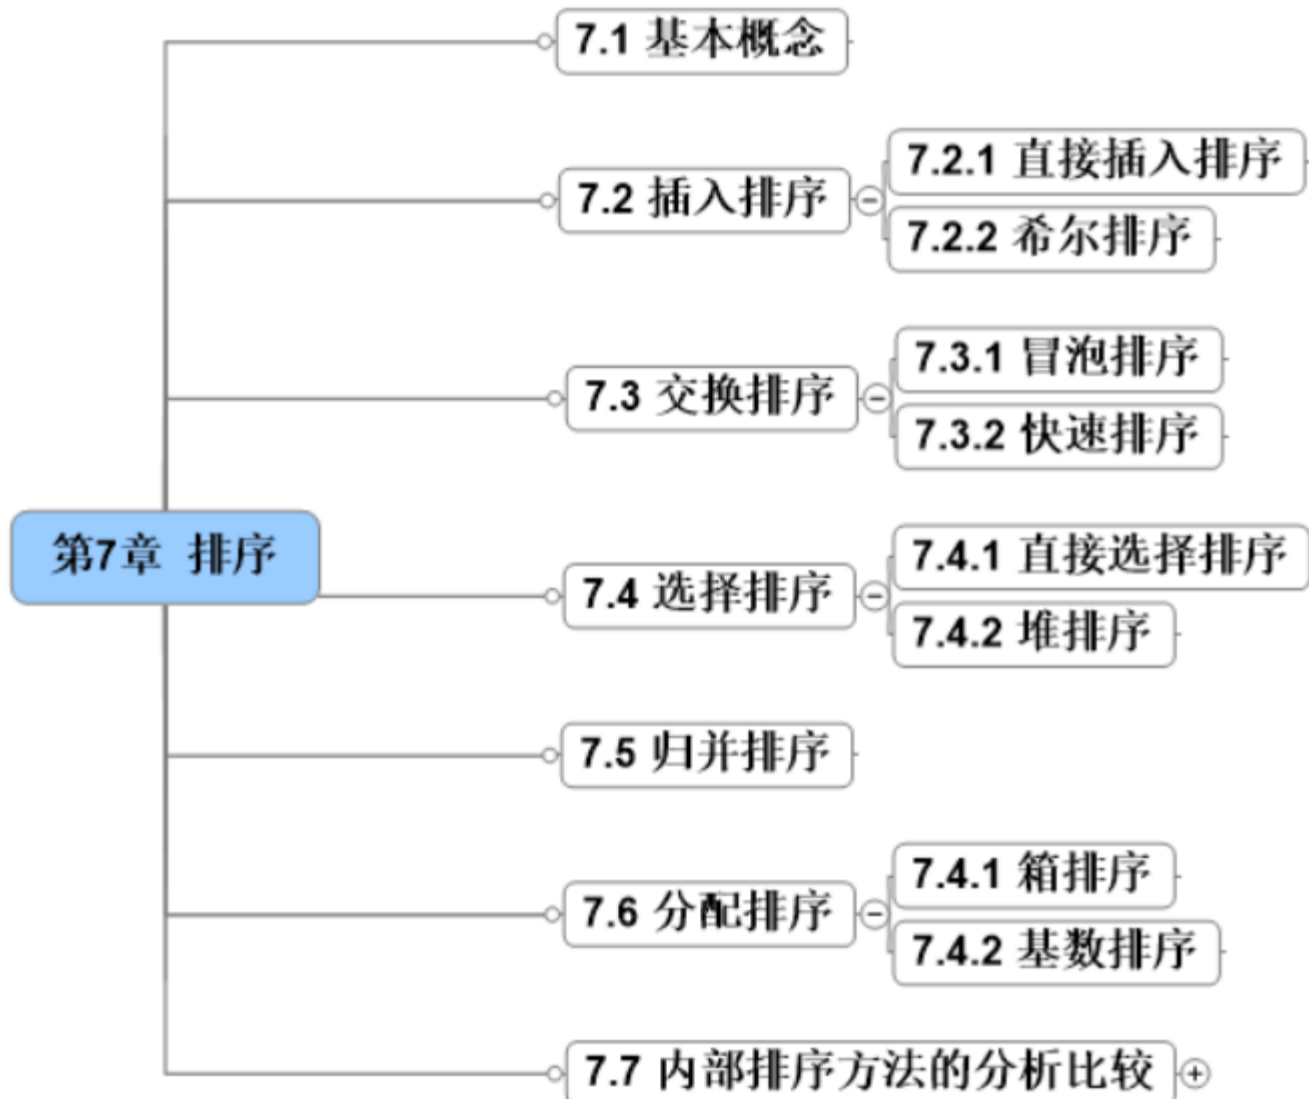 7.1 基本概念
7.2 插入排序
7.2.1 直接插入排序
7.2.2 希尔排序
7.3 交换排序
7.3.1 冒泡排序
7.3.2 快速排序
第7章 排序
7.4 选择排序
7.4.1 直接选择排序
7.4.2 堆排序
7.5 归并排序
7.6 分配排序
7.4.1 箱排序
7.4.2 基数排序
7.7 内部排序方法的分析比较